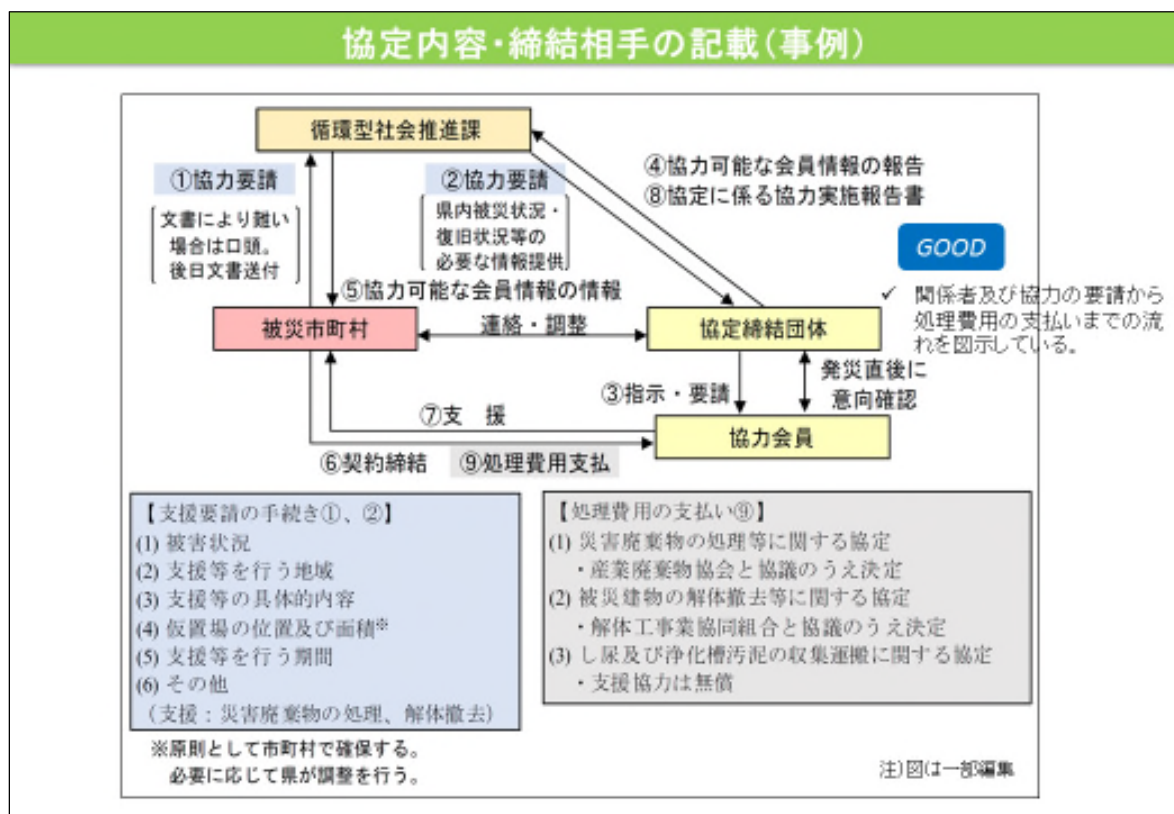 協定内容・締結相手の記載(事例)
循環型社会推進課
①協力要請
文書により難い
場合は口頭。
後日文書送付
②協力要請
県内被災状況・
復旧状況等の
必要な情報提供
④協力可能な会員情報の報告
⑧協定に係る協力実施報告書
GOOD
✓ 関係者及び協力の要請から
処理費用の支払いまでの流
れを図示している。
⑤協力可能な会員情報の情報
被災市町村
連絡・調整
協定締結団体
③指示・要請
発災直後に
意向確認
⑦支 援
協力会員
⑥契約締結
⑨処理費用支払
【支援要請の手続き①、②】
(1) 被害状況
(2) 支援等を行う地域
(3) 支援等の具体的内容
(4) 仮置場の位置及び面積※
(5) 支援等を行う期間
(6) その他
(支援:災害廃棄物の処理、解体撤去)
※原則として市町村で確保する。
必要に応じて県が調整を行う。
【処理費用の支払い⑨】
(1) 災害廃棄物の処理等に関する協定
・産業廃棄物協会と協議のうえ決定
(2) 被災建物の解体撤去等に関する協定
・解体工事業協同組合と協議のうえ決定
(3) し尿及び浄化槽汚泥の収集運搬に関する協定
・支援協力は無償
注)図は一部編集